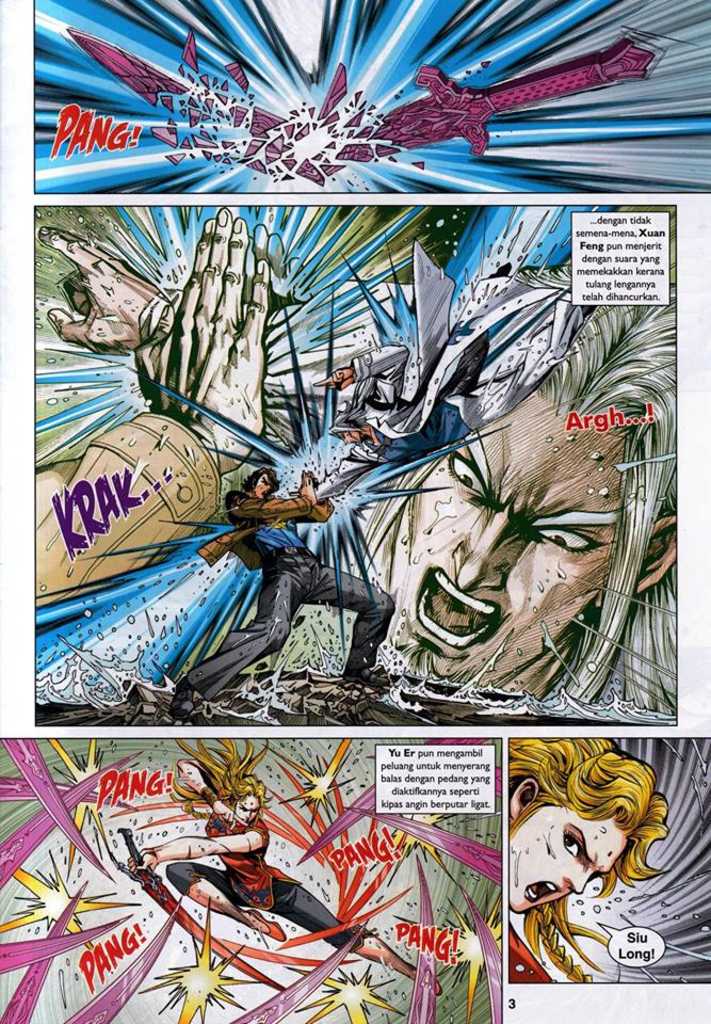 PANG!
...dengan tidak
semena-mena, Xuan
Feng pun menjerit
dengan suara yang
memekakkan kerana
tulang lengannya
telah dihancurkan.
Argh...!
KRAK...
Yu Er pun mengambil
peluang untuk menyerang
balas dengan pedang yang
diaktifkannya seperti
kipas angin berputar ligat.
PANG!
PANG!
PANG!
PANG!
Siu
Long!
3